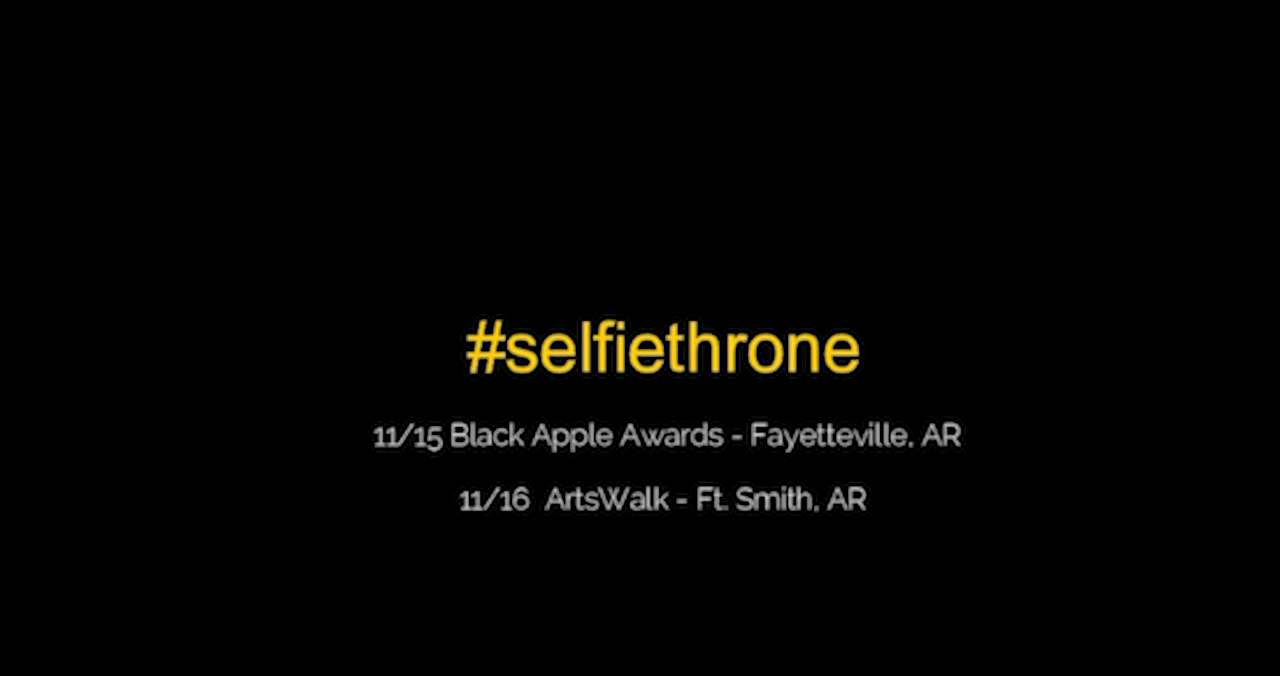 #selfiethrone
11/15 Black Apple Awards - Fayetteville, AR
11/16 ArtsWalk - Ft. Smith, AR